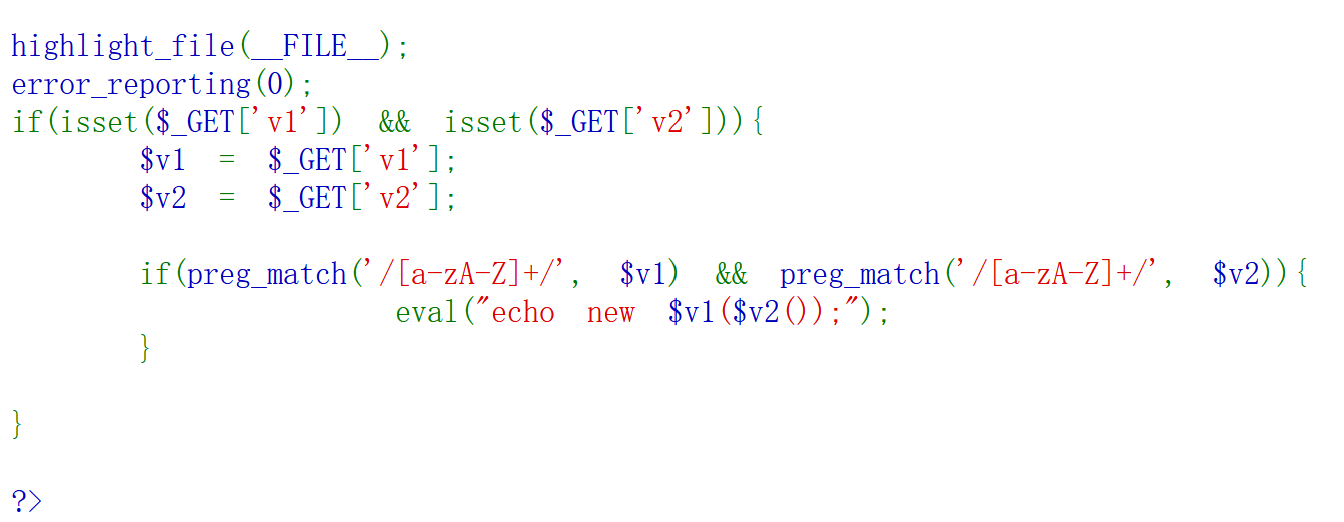 highlight_file(__FILE__);
error_reporting(0);
if(isset($_GET['v1']) && isset($_GET['v2'])){
$v1 = $_GET['v1'];
$v2 = $_GET['v2'];
if(preg_match('/[a-zA-Z]+/', $v1) && preg_match('/[a-zA-Z]+/', $v2)){
eval("echo new $v1($v2());");
}
}
?>